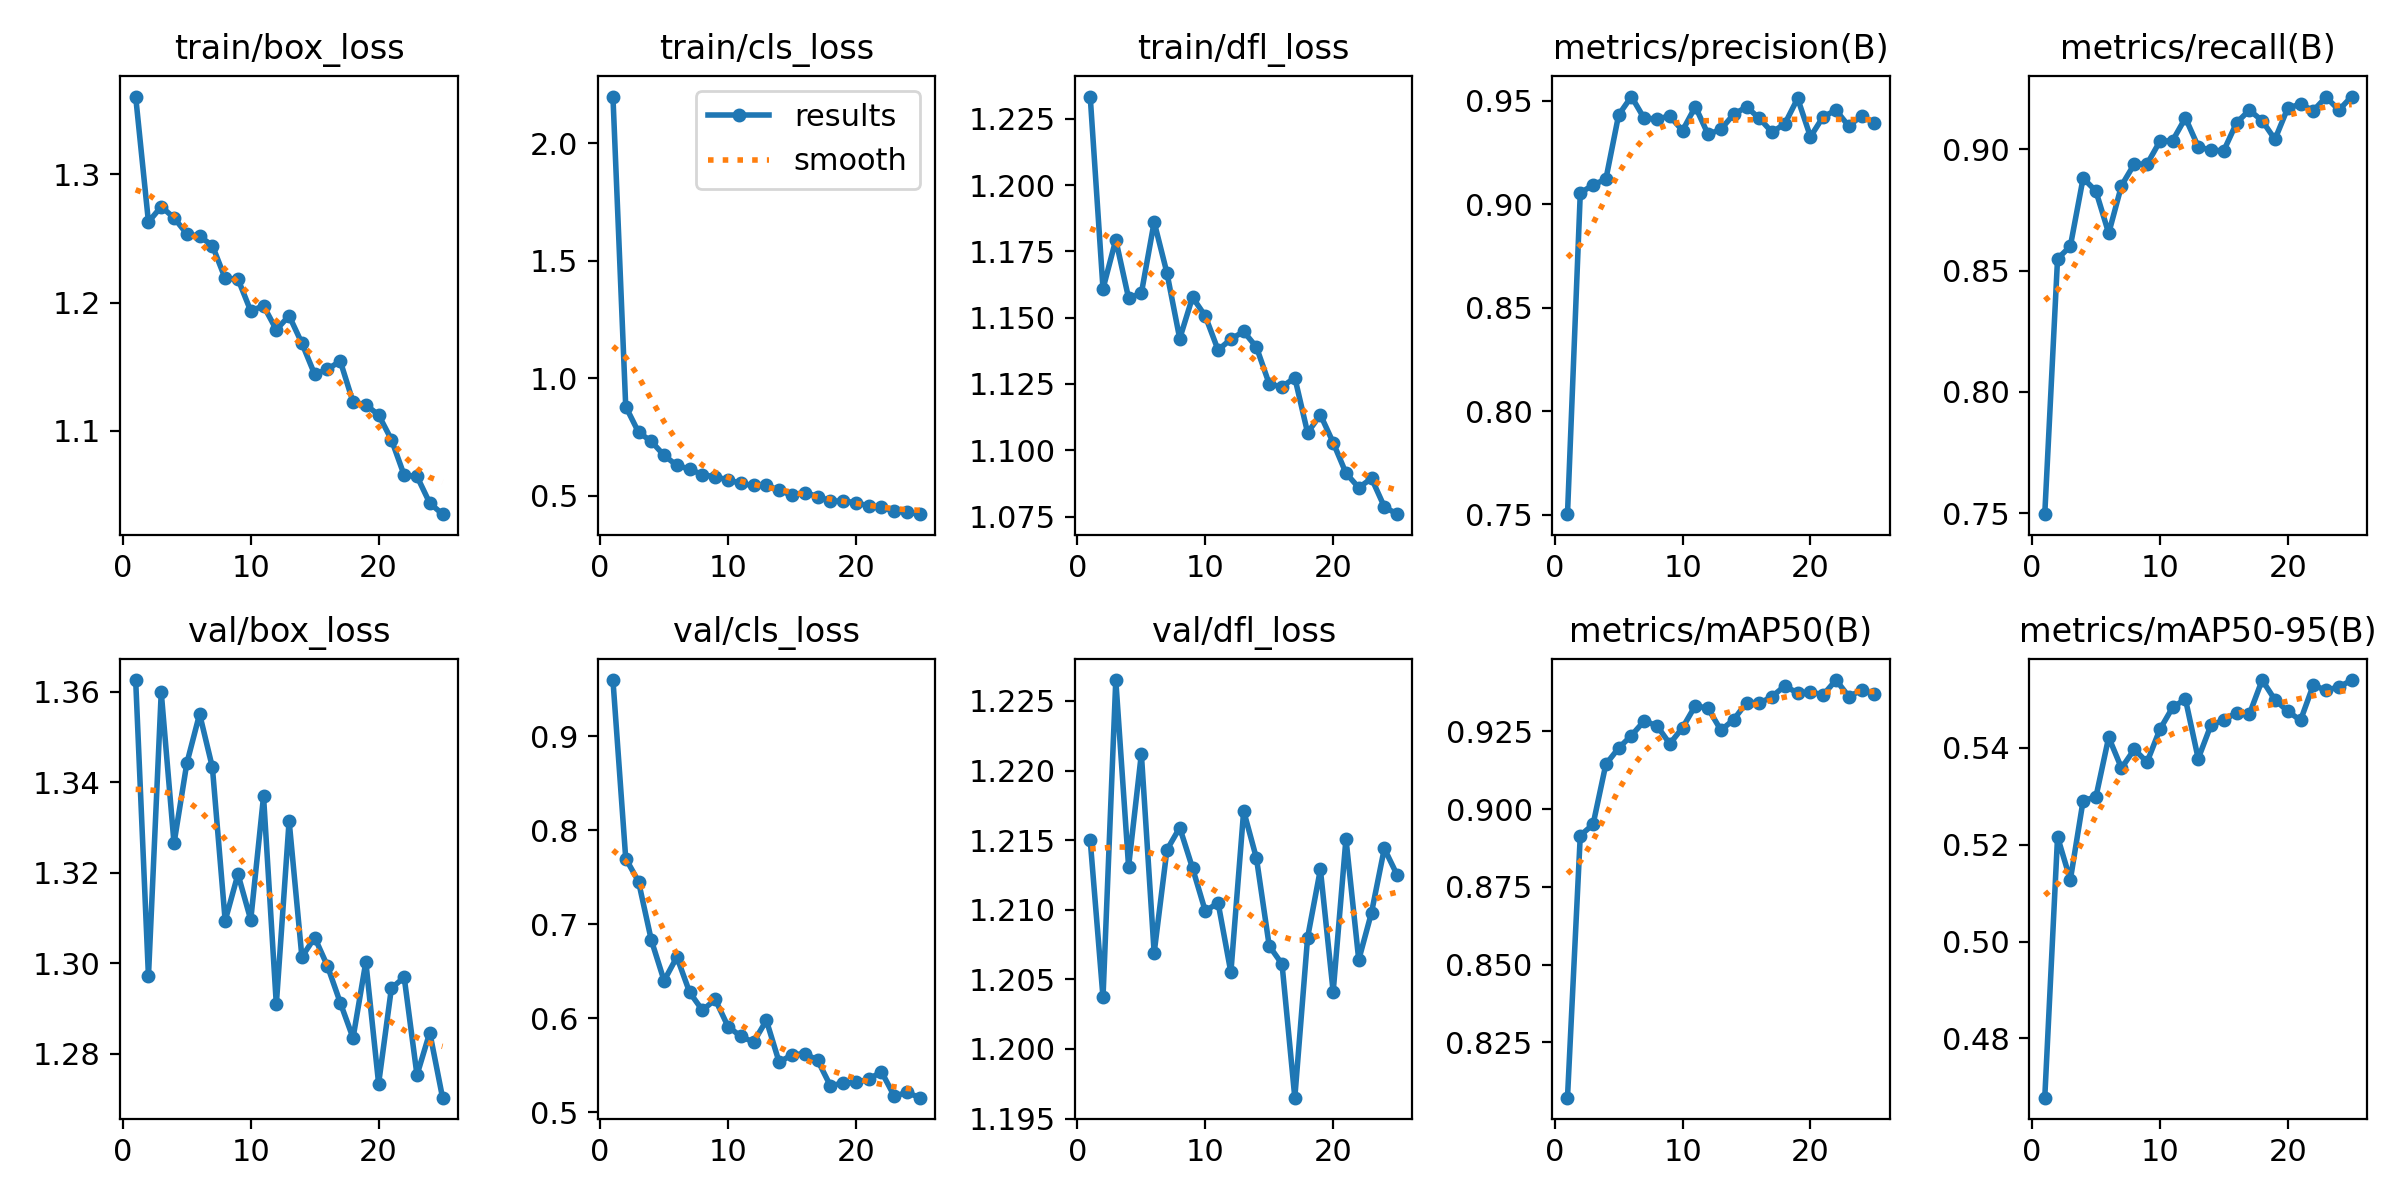 train/box_loss
1.3
1.2
1.1
0 10 20
train/cls_loss
results
smooth
2.0
1.5
1.0
0.5
0 10 20
train/dfl_loss
1.225
1.200
1.175
1.150
1.125
1.100
1.075
0 10 20
metrics/precision(B)
0.95
0.90
0.85
0.80
0.75
0 10 20
metrics/recall(B)
0.90
0.85
0.80
0.75
0 10 20
val/box_loss
1.36
1.34
1.32
1.30
1.28
0 10 20
val/cls_loss
0.9
0.8
0.7
0.6
0.5
0 10 20
val/dfl_loss
1.225
1.220
1.215
1.210
1.205
1.200
1.195
0 10 20
metrics/mAP50(B)
0.925
0.900
0.875
0.850
0.825
0 10 20
metrics/mAP50-95(B)
0.54
0.52
0.50
0.48
0 10 20